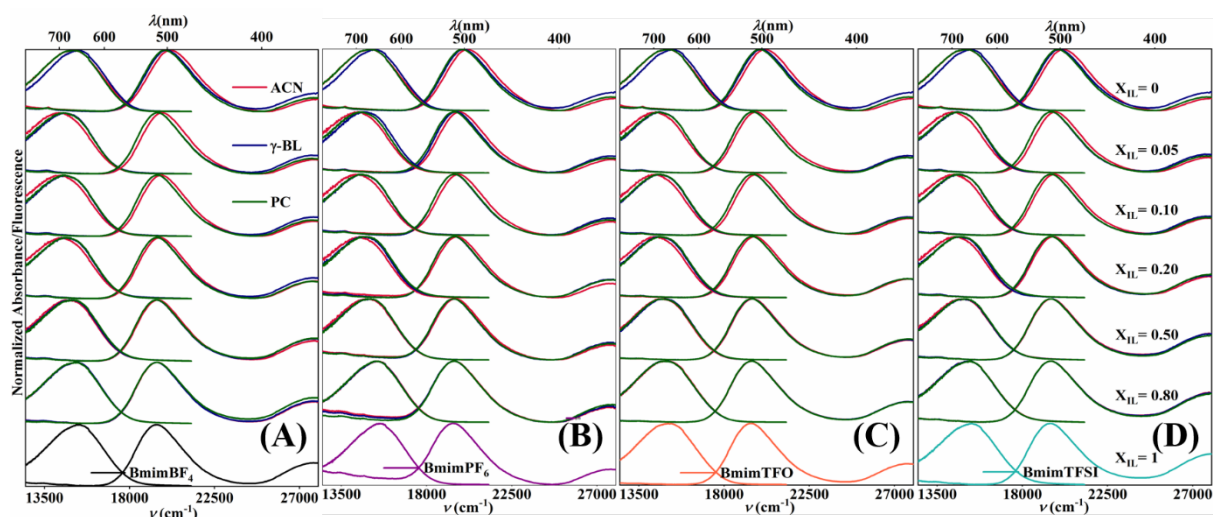 λ(nm) λ(nm) λ(nm) λ(nm)
700 600 500 400 700 600 500 400 700 600 500 400 700 600 500 400
ACN
γ-BL
PC
X_IL = 0
X_IL = 0.05
X_IL = 0.10
X_IL = 0.20
X_IL = 0.50
X_IL = 0.80
X_IL = 1
Normalized Absorbance/Fluorescence
(A) (B) (C) (D)
BmimBF₄ BmimPF₆ BmimTFO BmimTFSI
13500 18000 22500 27000 13500 18000 22500 27000 13500 18000 22500 27000 13500 18000 22500 27000
ν (cm⁻¹) ν (cm⁻¹) ν (cm⁻¹) ν (cm⁻¹)